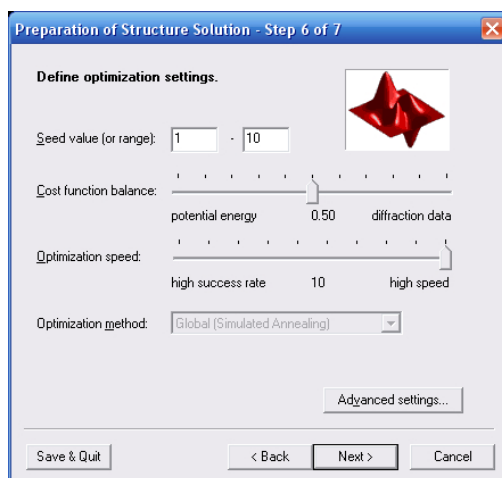 Preparation of Structure Solution - Step 6 of 7
Define optimization settings.
Seed value (or range): 1 - 10
Cost function balance:
potential energy 0.50 diffraction data
Optimization speed:
high success rate 10 high speed
Optimization method: Global (Simulated Annealing)
Advanced settings...
Save & Quit < Back Next > Cancel